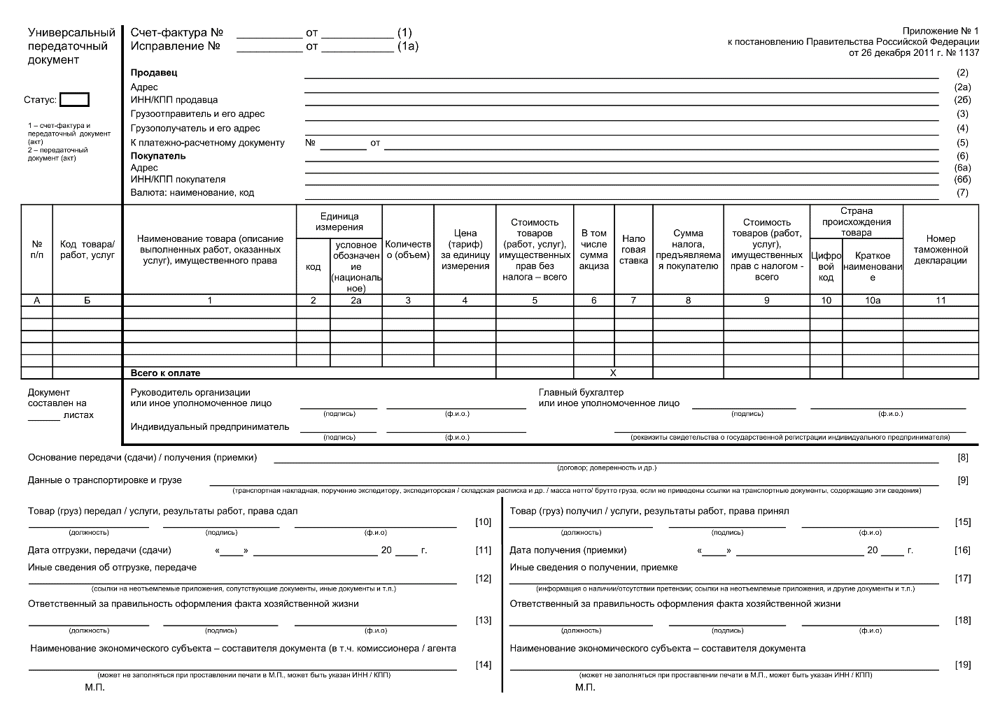 Универсальный
передаточный
документ
Статус:
1 – счет-фактура и
передаточный документ
(акт)
2 – передаточный
документ (акт)
Счет-фактура № ___________ от ___________ (1)
Исправление № ___________ от ___________ (1а)
Приложение № 1
к постановлению Правительства Российской Федерации
от 26 декабря 2011 г. № 1137
Продавец (2)
Адрес (2а)
ИНН/КПП продавца (2б)
Грузоотправитель и его адрес (3)
Грузополучатель и его адрес (4)
К платежно-расчетному документу № от (5)
Покупатель (6)
Адрес (6а)
ИНН/КПП покупателя (6б)
Валюта: наименование, код (7)
№
п/п
Код товара/
работ, услуг
Наименование товара (описание
выполненных работ, оказанных
услуг), имущественного права
Единица
измерения
код
условное
обозначен
ие
(националь
ное)
Количеств
о (объем)
Цена
(тариф)
за единицу
измерения
Стоимость
товаров
(работ, услуг),
имущественных
прав без
налога – всего
В том
числе
сумма
акциза
Нало
говая
ставка
Сумма
налога,
предъявляема
я покупателю
Стоимость
товаров (работ,
услуг),
имущественных
прав с налогом -
всего
Страна
происхождения
товара
Цифро
вой
код
Краткое
наименовани
е
Номер
таможенной
декларации
А Б 1 2 2а 3 4 5 6 7 8 9 10 10а 11
Всего к оплате Х
Документ
составлен на
______ листах
Руководитель организации
или иное уполномоченное лицо
(подпись) (ф.и.о.)
Главный бухгалтер
или иное уполномоченное лицо
(подпись) (ф.и.о.)
Индивидуальный предприниматель
(подпись) (ф.и.о.) (реквизиты свидетельства о государственной регистрации индивидуального предпринимателя)
Основание передачи (сдачи) / получения (приемки) [8]
(договор; доверенность и др.)
Данные о транспортировке и грузе [9]
(транспортная накладная, поручение экспедитору, экспедиторская / складская расписка и др. / масса нетто/ брутто груза, если не приведены ссылки на транспортные документы, содержащие эти сведения)
Товар (груз) передал / услуги, результаты работ, права сдал
[10]
(должность) (подпись) (ф.и.о)
Дата отгрузки, передачи (сдачи) «____» 20 ____ г. [11]
Иные сведения об отгрузке, передаче
[12]
(ссылки на неотъемлемые приложения, сопутствующие документы, иные документы и т.п.)
Ответственный за правильность оформления факта хозяйственной жизни
[13]
(должность) (подпись) (ф.и.о)
Наименование экономического субъекта – составителя документа (в т.ч. комиссионера / агента
[14]
(может не заполняться при проставлении печати в М.П., может быть указан ИНН / КПП)
М.П.
Товар (груз) получил / услуги, результаты работ, права принял
[15]
(должность) (подпись) (ф.и.о)
Дата получения (приемки) «____» 20 ____ г. [16]
Иные сведения о получении, приемке
[17]
(информация о наличии/отсутствии претензии; ссылки на неотъемлемые приложения, и другие документы и т.п.)
Ответственный за правильность оформления факта хозяйственной жизни
[18]
(должность) (подпись) (ф.и.о)
Наименование экономического субъекта – составителя документа
[19]
(может не заполняться при проставлении печати в М.П., может быть указан ИНН / КПП)
М.П.